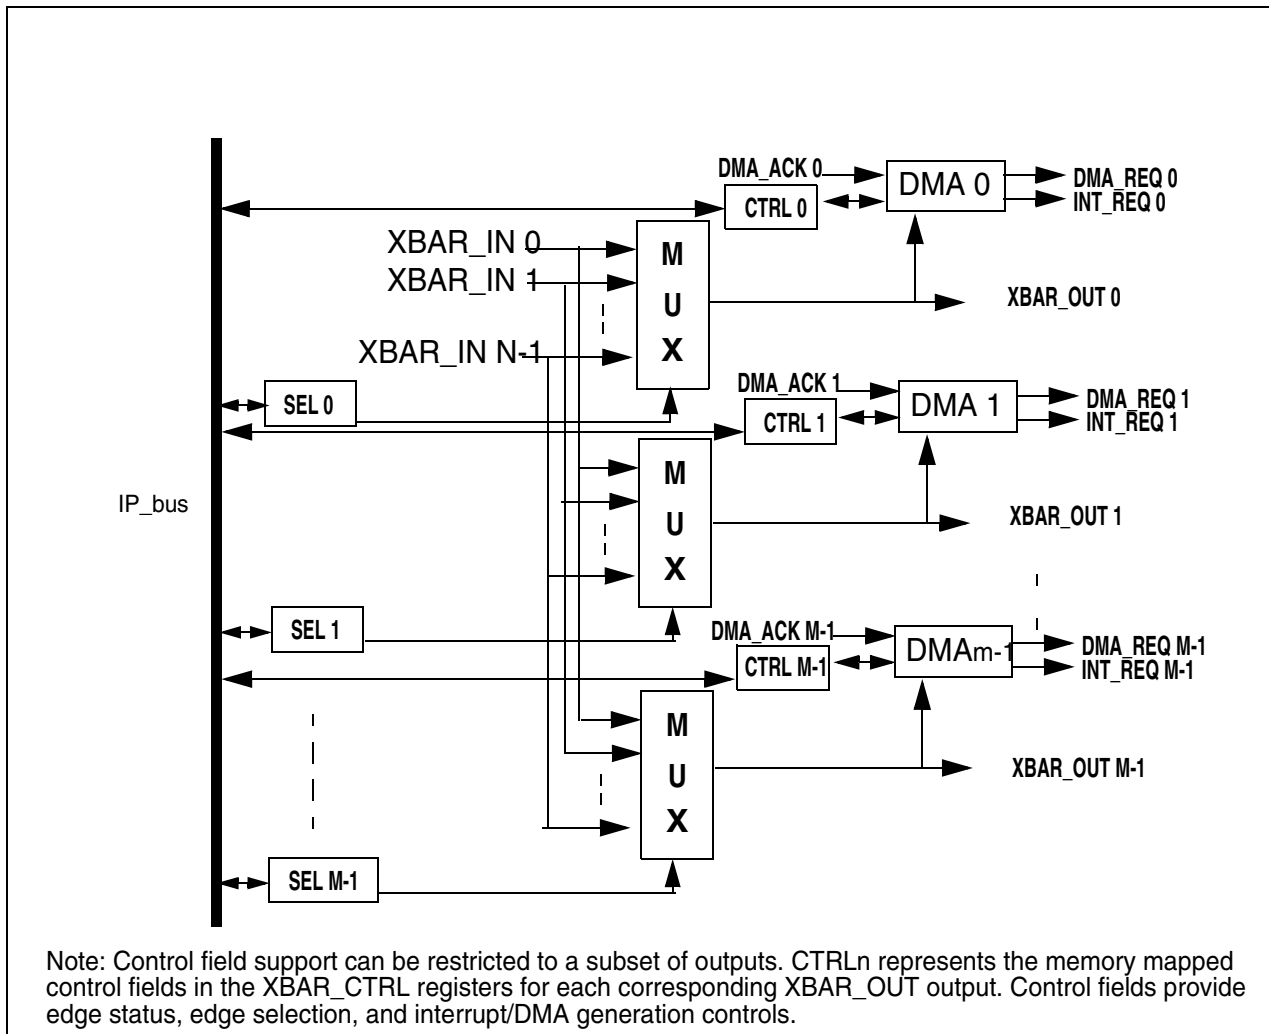 DMA_ACK 0
DMA 0
DMA_REQ 0
CTRL 0
INT_REQ 0
XBAR_IN 0
XBAR_IN 1
XBAR_IN N-1
M
U
X
XBAR_OUT 0
SEL 0
DMA_ACK 1
DMA 1
DMA_REQ 1
CTRL 1
INT_REQ 1
IP_bus
M
U
X
XBAR_OUT 1
SEL 1
DMA_ACK M-1
DMAm-1
DMA_REQ M-1
CTRL M-1
INT_REQ M-1
M
U
X
XBAR_OUT M-1
SEL M-1
Note: Control field support can be restricted to a subset of outputs. CTRLn represents the memory mapped
control fields in the XBAR_CTRL registers for each corresponding XBAR_OUT output. Control fields provide
edge status, edge selection, and interrupt/DMA generation controls.